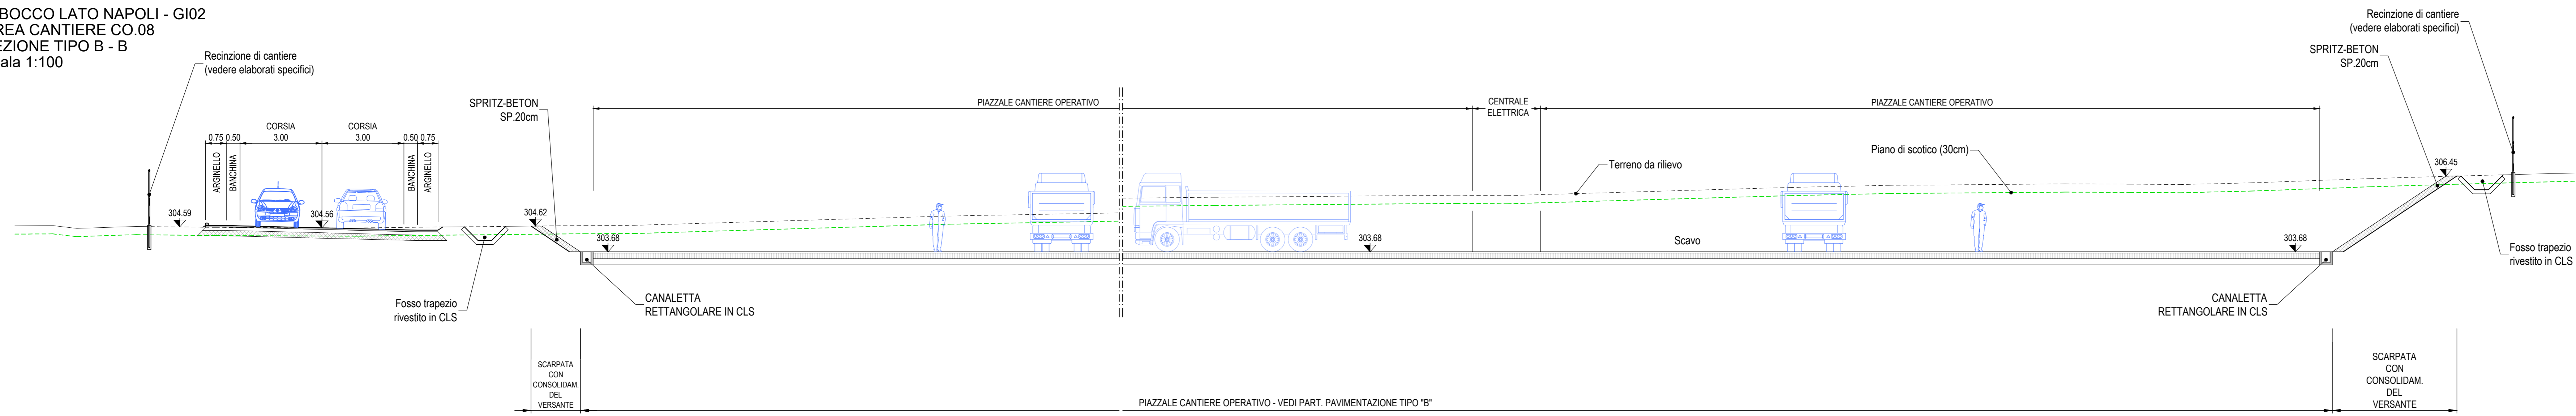 BOCCO LATO NAPOLI - GI02
REA CANTIERE CO.08
EZIONE TIPO B - B
ala 1:100
Recinzione di cantiere
(vedere elaborati specifici)
SPRITZ-BETON
SP.20cm
CORSIA
CORSIA
0.75
0.50
3.00
3.00
0.50
0.75
ARGINELLO
BANCHINA
BANCHINA
ARGINELLO
304.59
304.56
304.62
303.68
Fosso trapezio
rivestito in CLS
CANALETTA
RETTANGOLARE IN CLS
PIAZZALE CANTIERE OPERATIVO
CENTRALE
ELETTRICA
PIAZZALE CANTIERE OPERATIVO
Terreno da rilievo
Piano di scotico (30cm)
303.68
Scavo
303.68
Recinzione di cantiere
(vedere elaborati specifici)
SPRITZ-BETON
SP.20cm
306.45
Fosso trapezio
rivestito in CLS
CANALETTA
RETTANGOLARE IN CLS
SCARPATA
CON
CONSOLIDAM.
DEL
VERSANTE
PIAZZALE CANTIERE OPERATIVO - VEDI PART. PAVIMENTAZIONE TIPO "B"
SCARPATA
CON
CONSOLIDAM.
DEL
VERSANTE